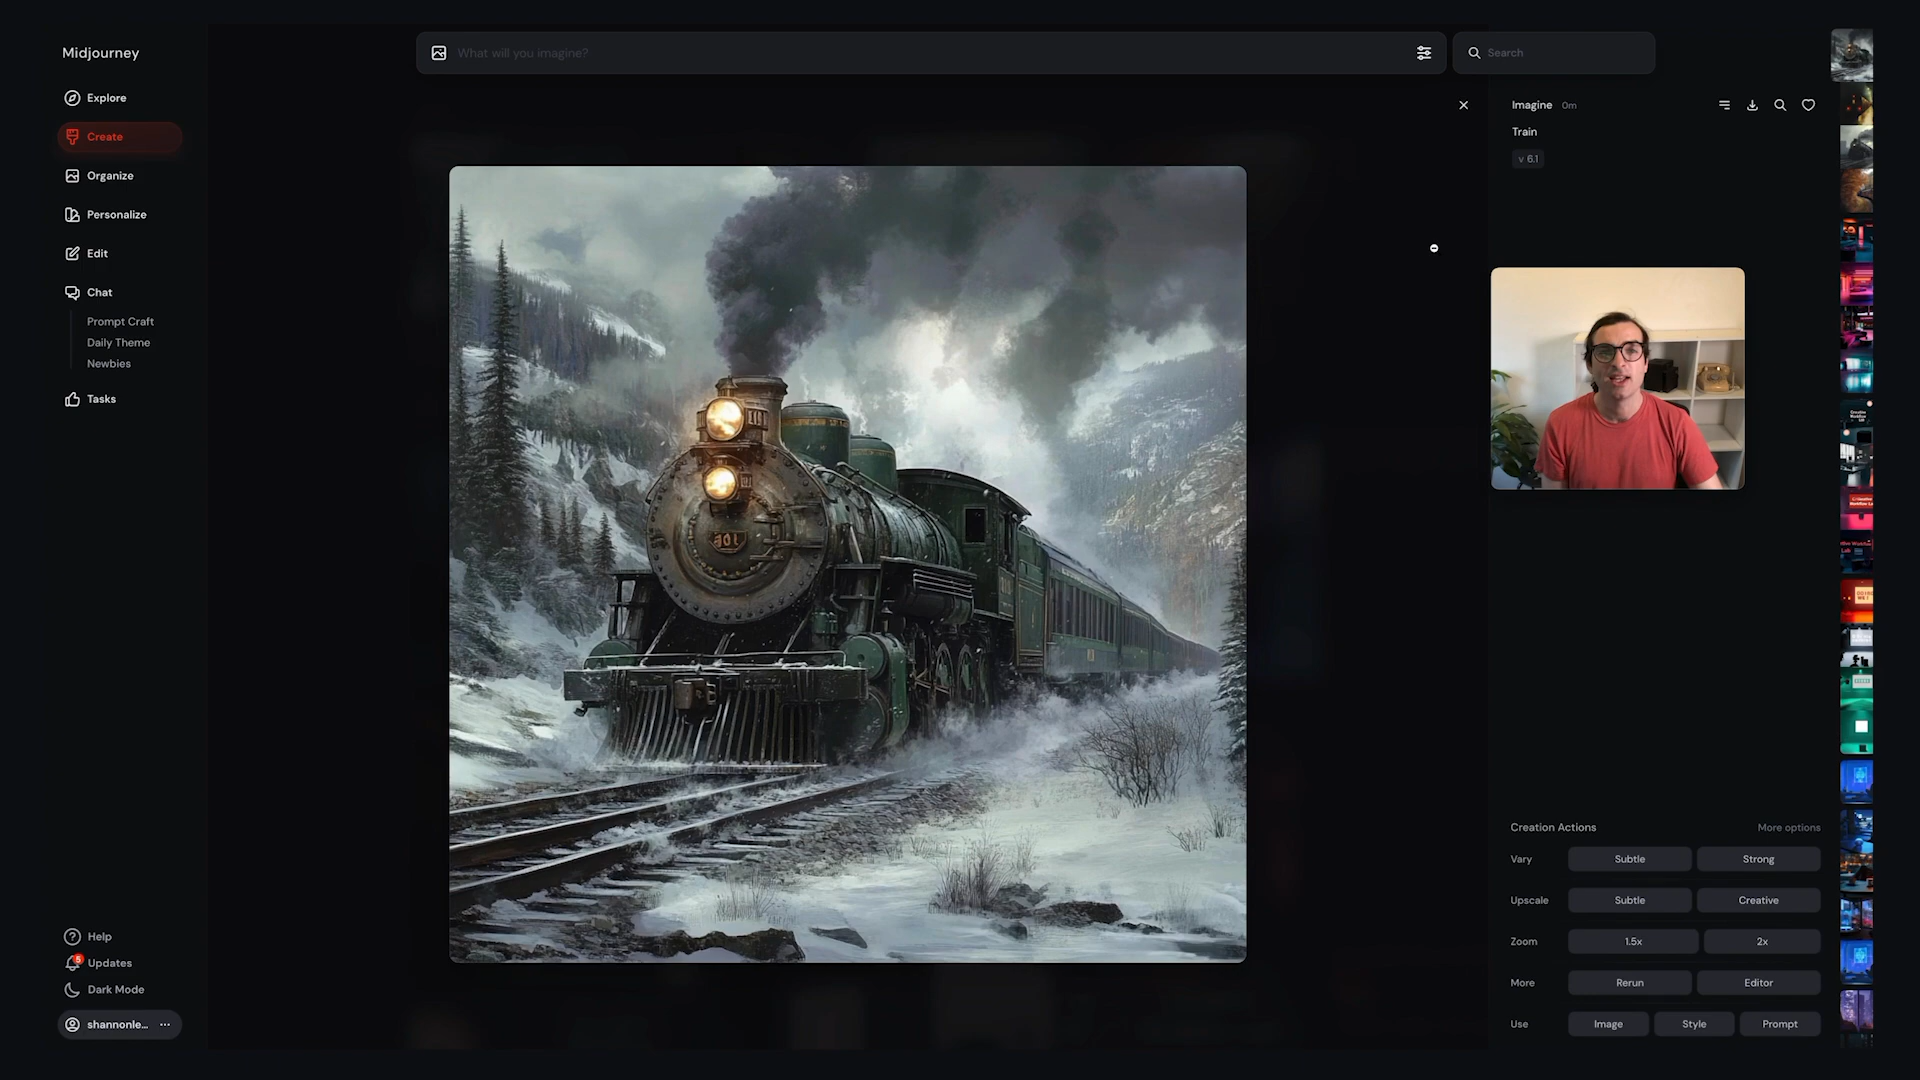 Midjourney
What will you imagine?
Search
Explore
Create
Organize
Personalize
Edit
Chat
Prompt Craft
Daily Theme
Newbies
Tasks
Help
5
Updates
Dark Mode
shannonle... ...
Imagine 0m
Train
v 6.1
Creation Actions More options
Vary Subtle Strong
Upscale Subtle Creative
Zoom 1.5x 2x
More Rerun Editor
Use Image Style Prompt